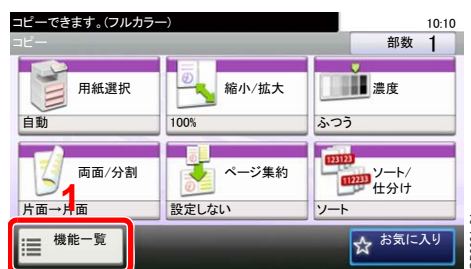 コピーできます。(フルカラー)
10:10
コピー
部数 1
用紙選択
自動
縮小/拡大
100%
濃度
ふつう
両面/分割
片面→片面
1
ページ集約
設定しない
123123
112233
ソート/
仕分け
ソート
機能一覧
お気に入り